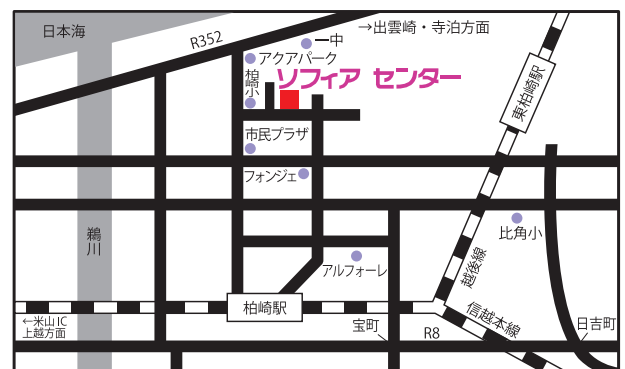 日本海
R352
一中
→出雲崎・寺泊方面
アクアパーク
柏崎小
ソフィア センター
東柏崎駅
市民プラザ
フォンジェ
鵜川
比角小
アルフォーレ
越後線
柏崎駅
信越本線
←米山IC
上越方面
宝町
R8
日吉町